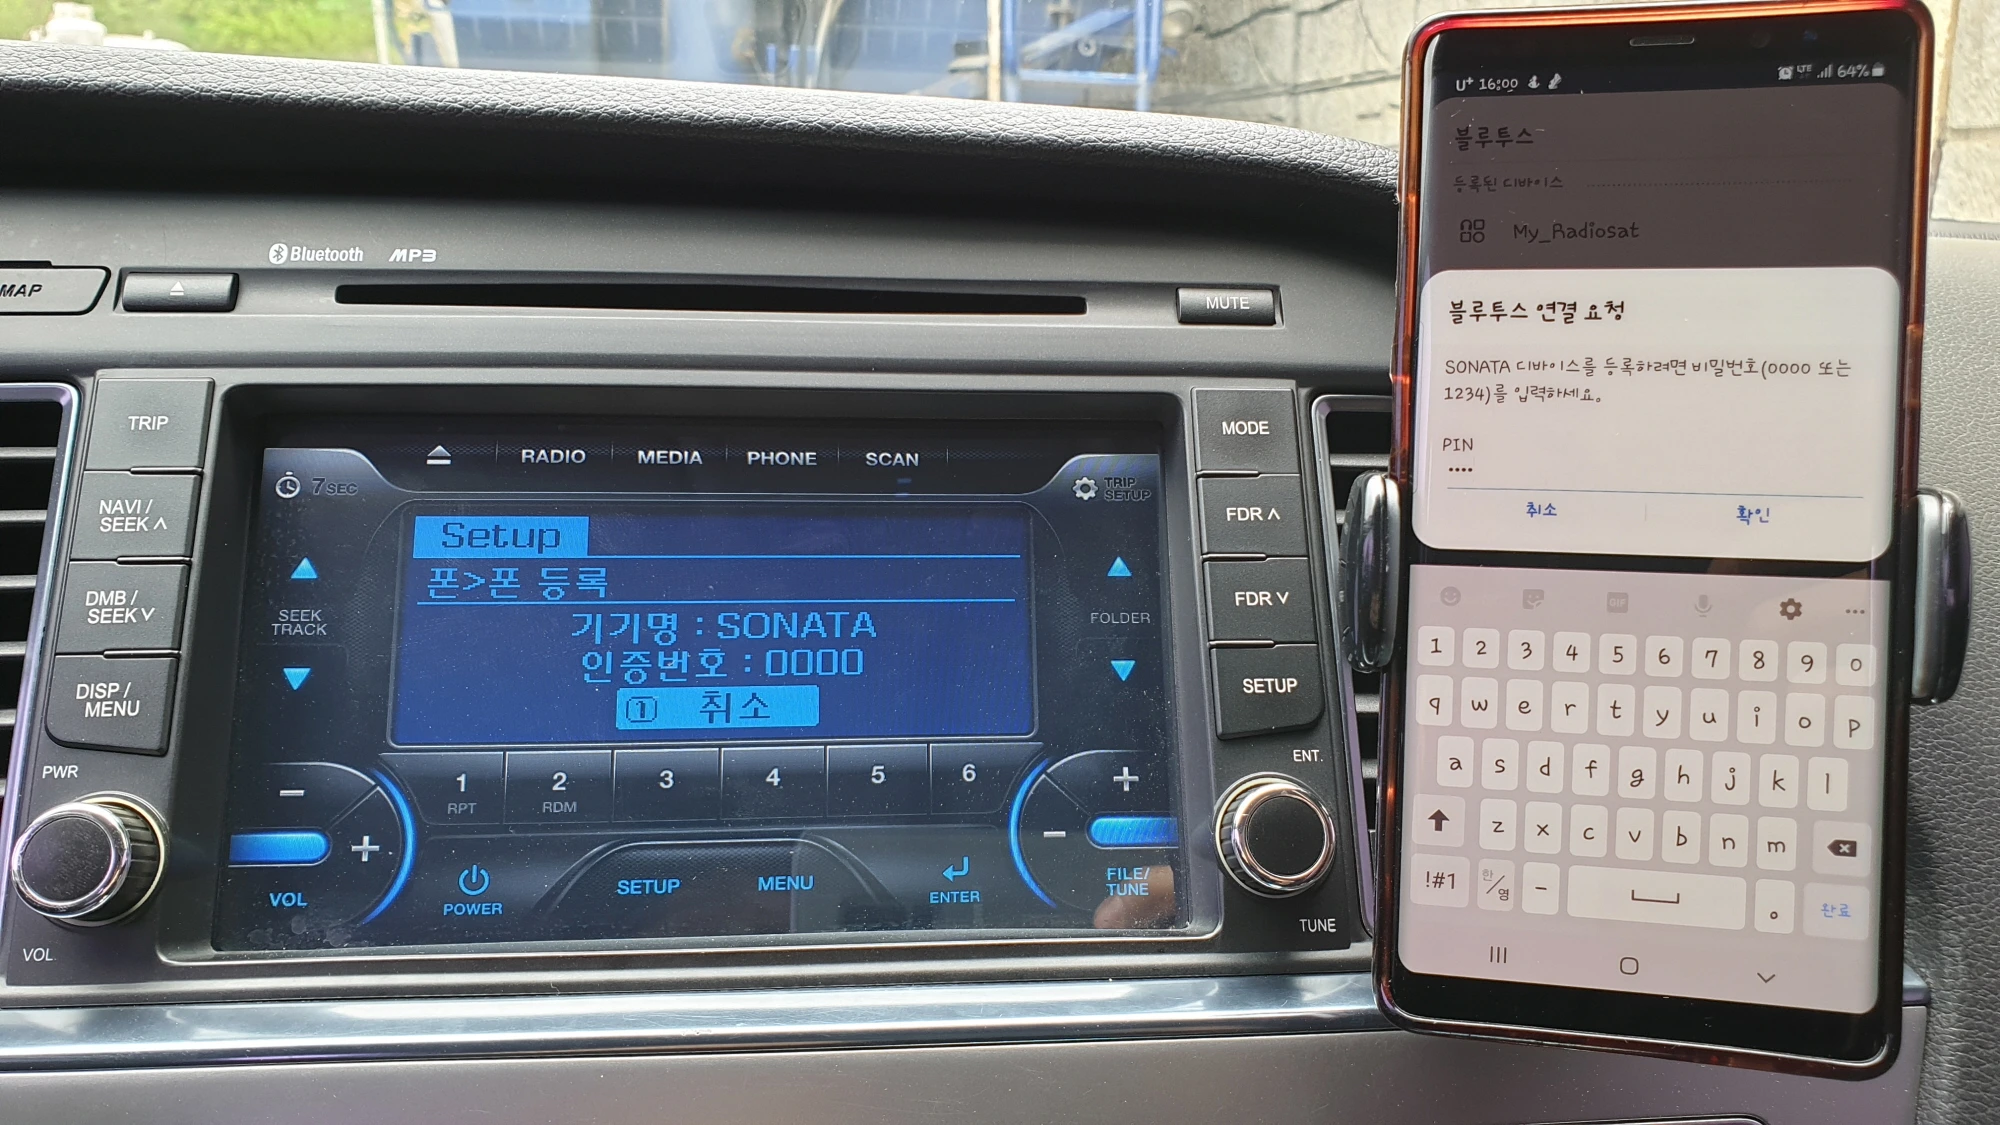 Bluetooth MP3
MAP
MUTE
TRIP
NAVI /
SEEK ∧
DMB /
SEEK ∨
DISP /
MENU
PWR
VOL
RADIO MEDIA PHONE SCAN
7 SEC
TRIP
SETUP
Setup
폰>폰 등록
기기명 : SONATA
인증번호 : 0000
1 취소
SEEK
TRACK
FOLDER
1 2 3 4 5 6
RPT RDM
− +
VOL
POWER
SETUP MENU
ENTER
+ −
FILE/
TUNE
MODE
FDR ∧
FDR ∨
SETUP
ENT.
TUNE
U+ 16:00 LTE 64%
블루투스
등록된 디바이스
My_Radiosat
블루투스 연결 요청
SONATA 디바이스를 등록하려면 비밀번호(0000 또는
1234)를 입력하세요.
PIN
••••
취소 확인
GIF
1 2 3 4 5 6 7 8 9 0
q w e r t y u i o p
a s d f g h j k l
z x c v b n m
!#1 한/영 - . 완료